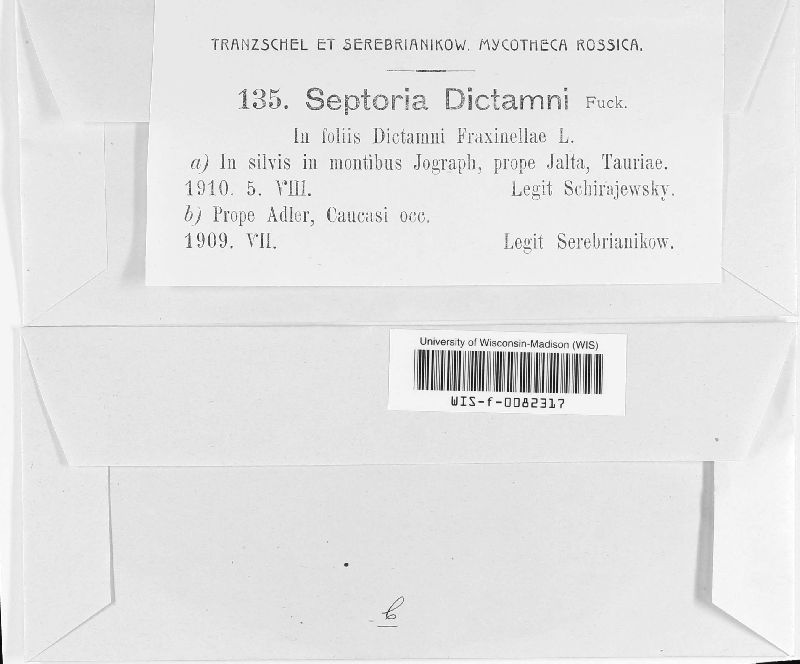 TRANZSCHEL ET SEREBRIANIKOW. MYCOTHECA ROSSICA.
135. Septoria Dictamni Fuck.
In foliis Dictamni Fraxinellae L.
a) In silvis in montibus Jograph, prope Jalta, Tauriae.
1910. 5. VIII. Legit Schirajewsky.
b) Prope Adler, Caucasi occ.
1909. VII. Legit Serebrianikow.
University of Wisconsin-Madison (WIS)
WIS-f-0082317
b